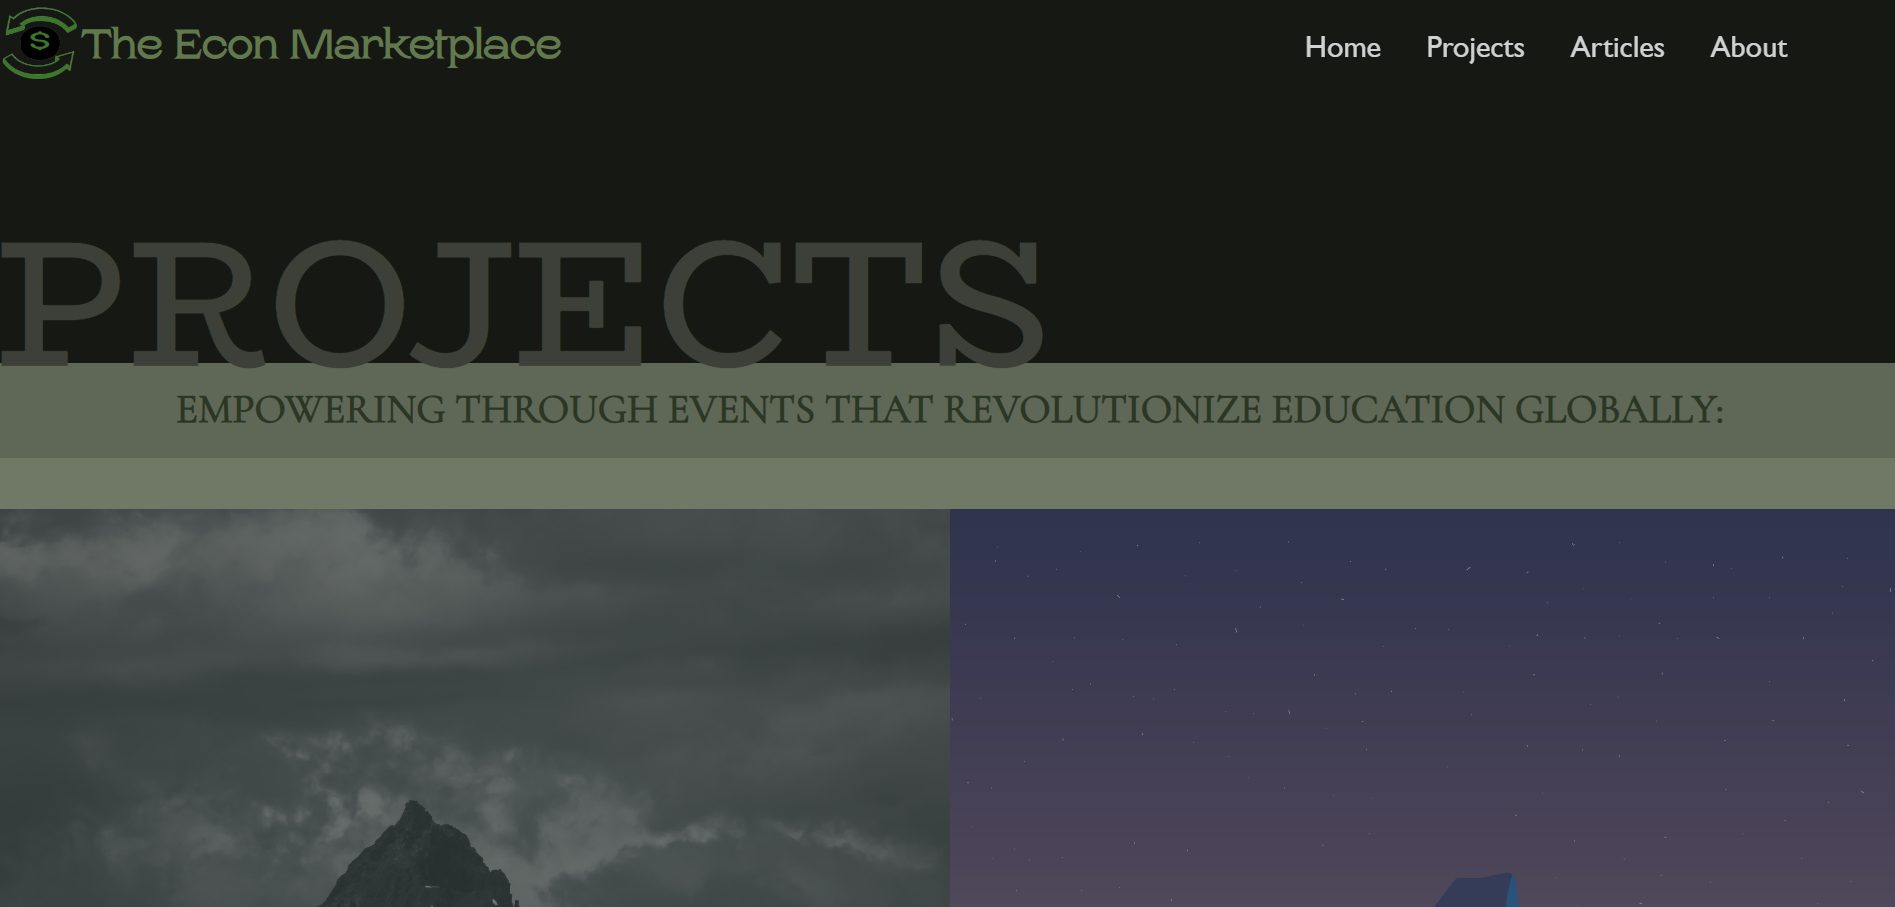 S
The Econ Marketplace
Home Projects Articles About
PROJECTS
EMPOWERING THROUGH EVENTS THAT REVOLUTIONIZE EDUCATION GLOBALLY: